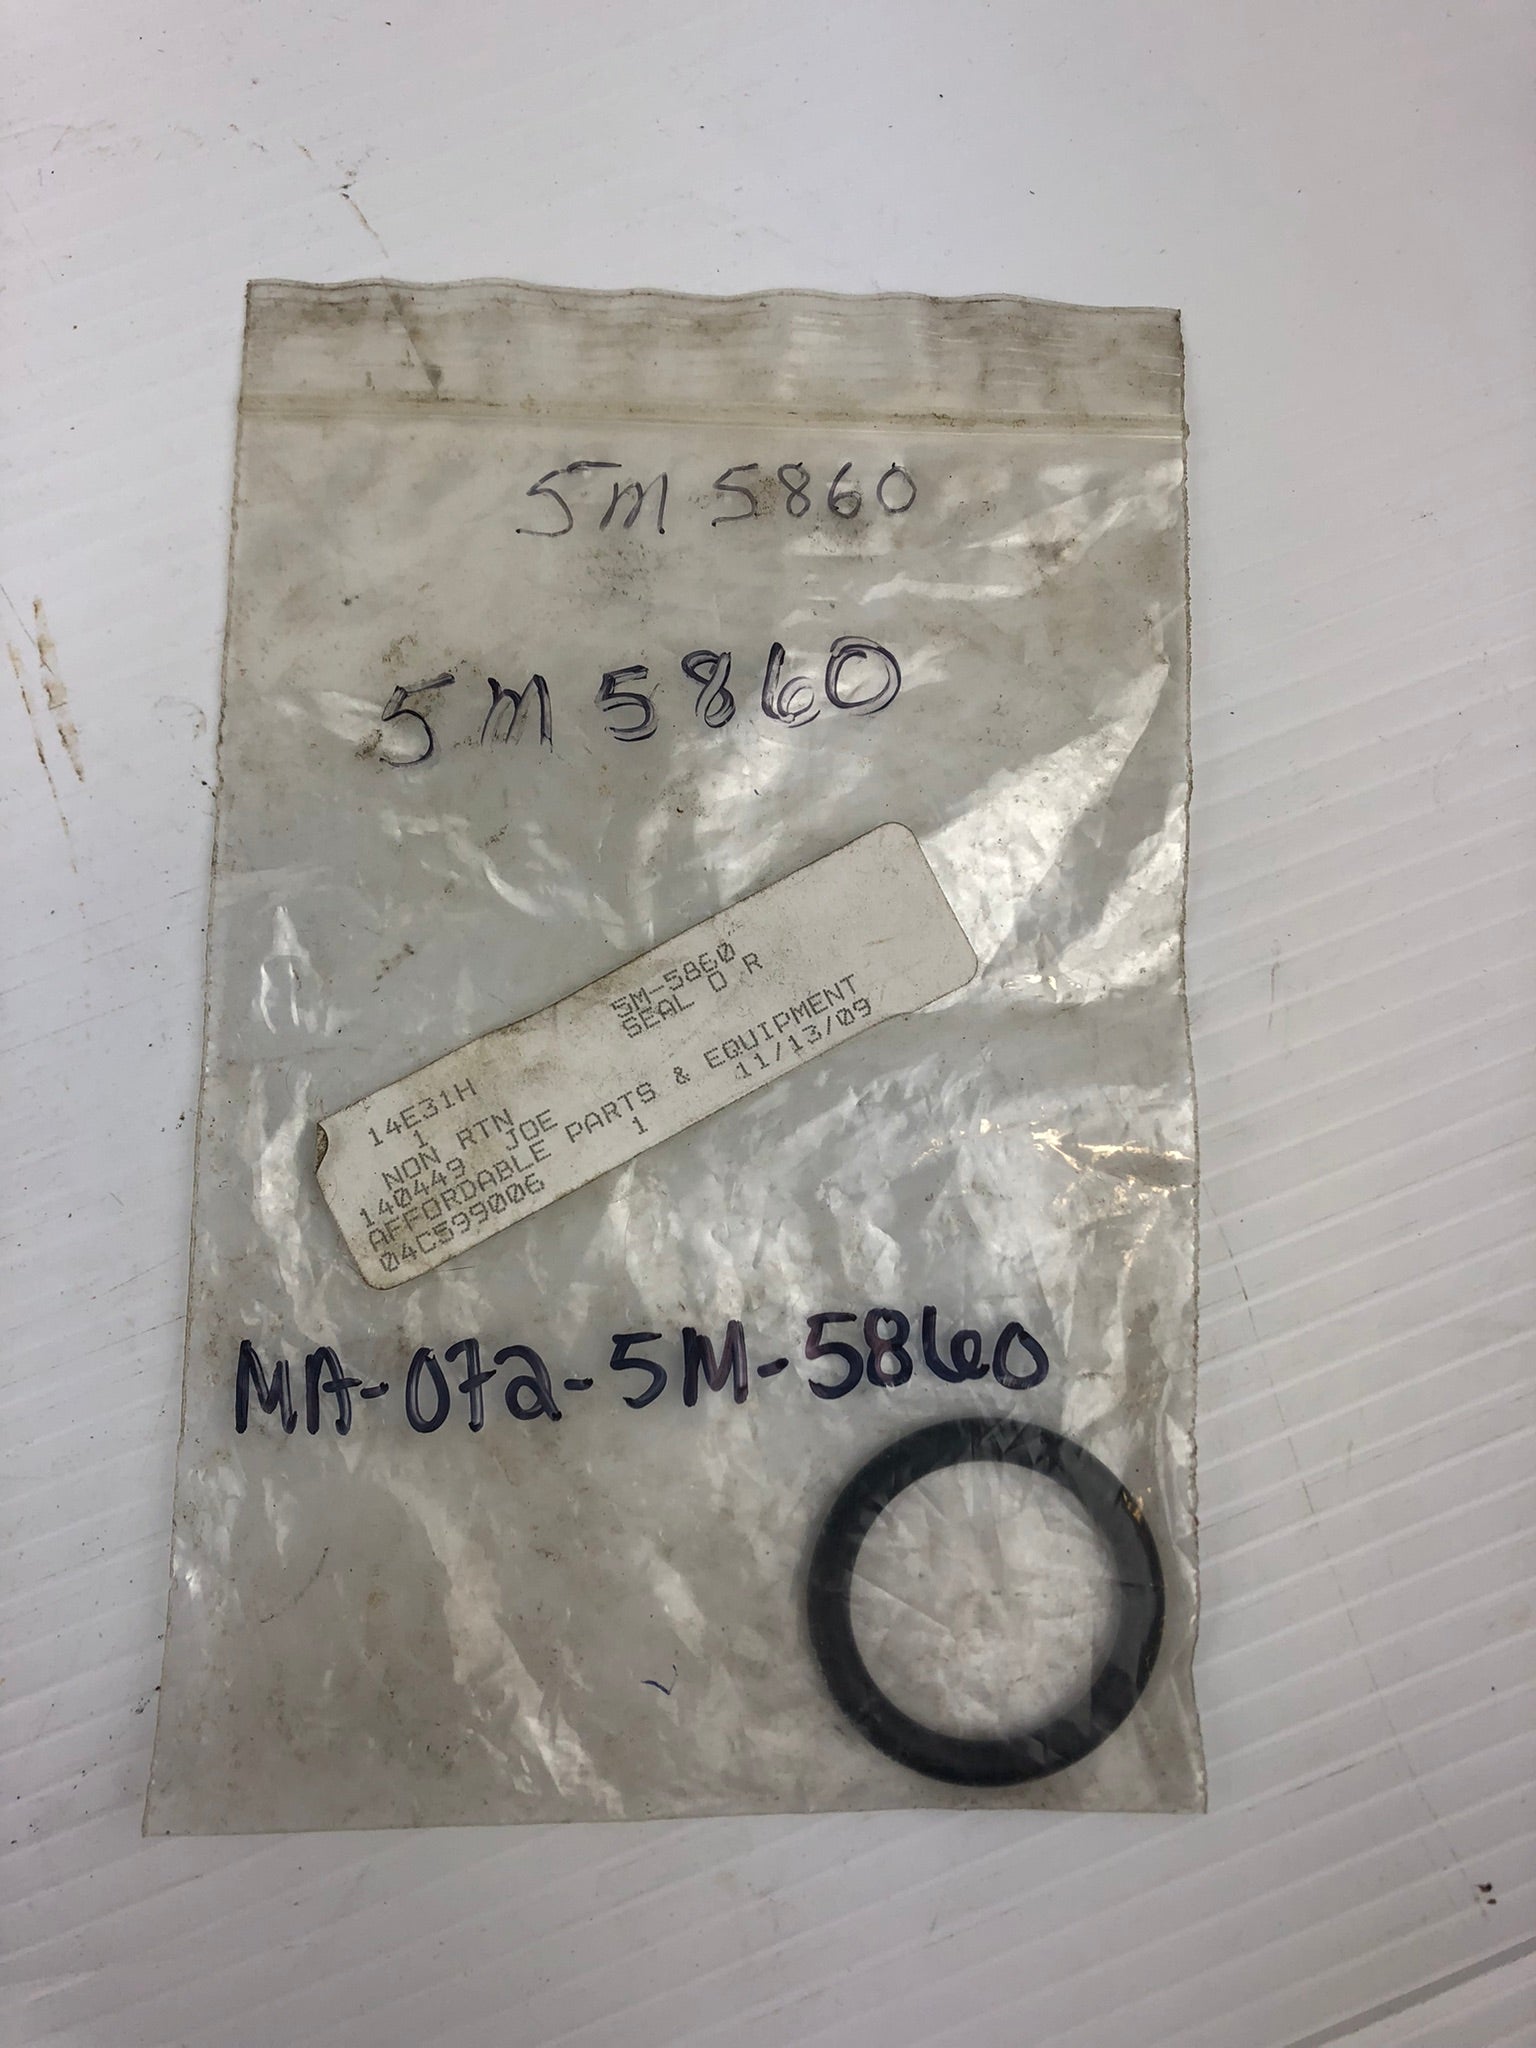 5M 5860
5M 5860
5M-5860
SEAL O R
14E31H
1
NON RTN
140449 JOE
AFFORDABLE PARTS & EQUIPMENT
04C599006 1 11/13/09
MA-072-5M-5860